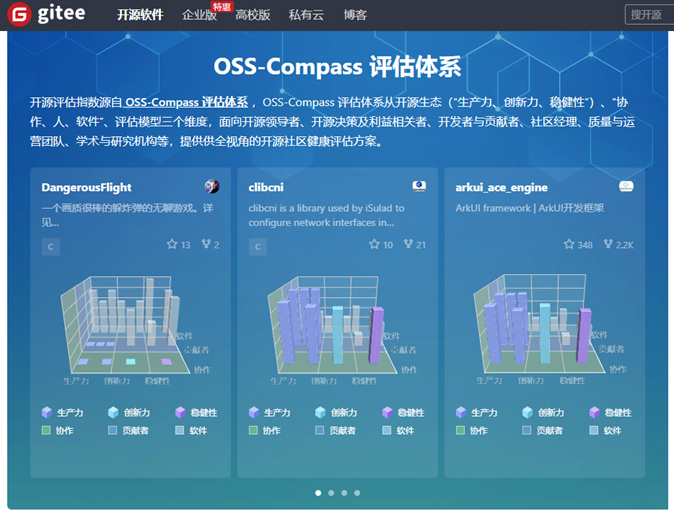 gitee
开源软件 企业版 特惠 高校版 私有云 博客 搜开源
OSS-Compass 评估体系
开源评估指数源自 OSS-Compass 评估体系 ，OSS-Compass 评估体系从开源生态（“生产力、创新力、稳健性”）、“协
作、人、软件”、评估模型三个维度，面向开源领导者、开源决策及利益相关者、开发者与贡献者、社区经理、质量与运
营团队、学术与研究机构等，提供供全视角的开源社区健康评估方案。
DangerousFlight
一个画质很棒的躲炸弹的无聊游戏。详
见...
C 13 2
软件
贡献者
协作
生产力 创新力 稳健性
生产力 创新力 稳健性
协作 贡献者 软件
clibcni
clibcni is a library used by iSulad to
configure network interfaces in...
C 10 21
软件
贡献者
协作
生产力 创新力 稳健性
生产力 创新力 稳健性
协作 贡献者 软件
arkui_ace_engine
ArkUI framework | ArkUI开发框架
348 2.2K
软件
贡献者
协作
生产力 创新力 稳健性
生产力 创新力 稳健性
协作 贡献者 软件